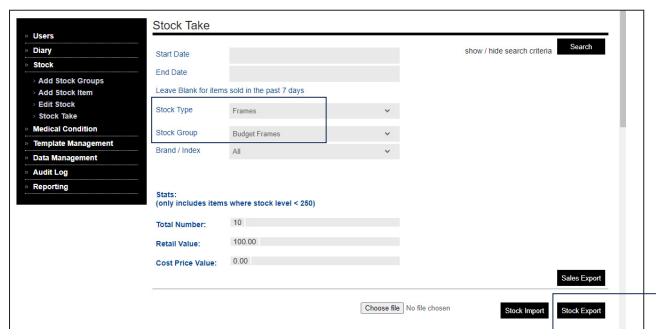 Stock Take
Users
Diary
Stock
Add Stock Groups
Add Stock Item
Edit Stock
Stock Take
Medical Condition
Template Management
Data Management
Audit Log
Reporting
Start Date
show / hide search criteria
Search
End Date
Leave Blank for items sold in the past 7 days
Stock Type Frames
Stock Group Budget Frames
Brand / Index All
Stats:
(only includes items where stock level < 250)
Total Number: 10
Retail Value: 100.00
Cost Price Value: 0.00
Sales Export
Choose file No file chosen
Stock Import
Stock Export